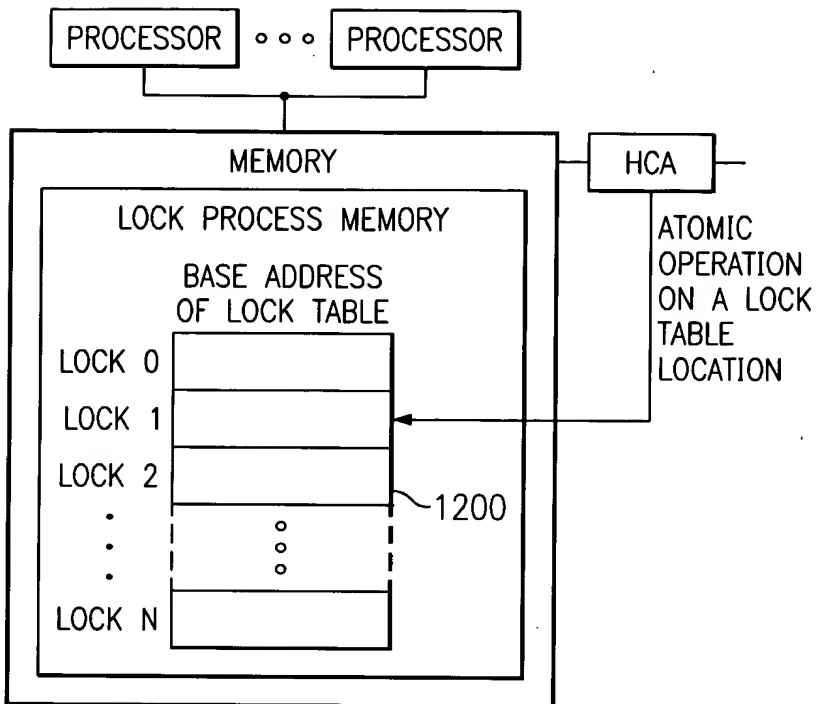 PROCESSOR
PROCESSOR
MEMORY
HCA
LOCK PROCESS MEMORY
BASE ADDRESS
OF LOCK TABLE
ATOMIC
OPERATION
ON A LOCK
TABLE
LOCATION
LOCK 0
LOCK 1
LOCK 2
1200
LOCK N